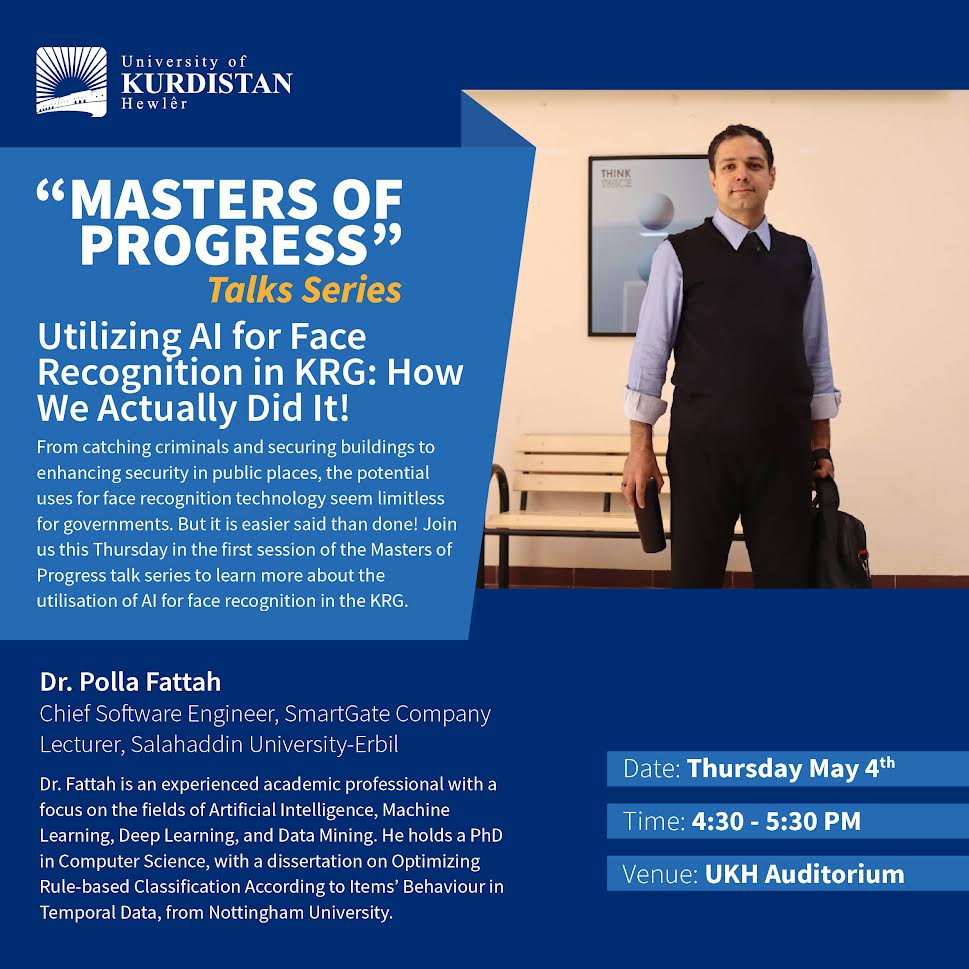 University of
KURDISTAN
Hewlêr
“MASTERS OF
PROGRESS”
Talks Series
Utilizing AI for Face
Recognition in KRG: How
We Actually Did It!
From catching criminals and securing buildings to
enhancing security in public places, the potential
uses for face recognition technology seem limitless
for governments. But it is easier said than done! Join
us this Thursday in the first session of the Masters of
Progress talk series to learn more about the
utilisation of AI for face recognition in the KRG.
THINK
TWICE
Dr. Polla Fattah
Chief Software Engineer, SmartGate Company
Lecturer, Salahaddin University-Erbil
Dr. Fattah is an experienced academic professional with a
focus on the fields of Artificial Intelligence, Machine
Learning, Deep Learning, and Data Mining. He holds a PhD
in Computer Science, with a dissertation on Optimizing
Rule-based Classification According to Items’ Behaviour in
Temporal Data, from Nottingham University.
Date: Thursday May 4th
Time: 4:30 - 5:30 PM
Venue: UKH Auditorium